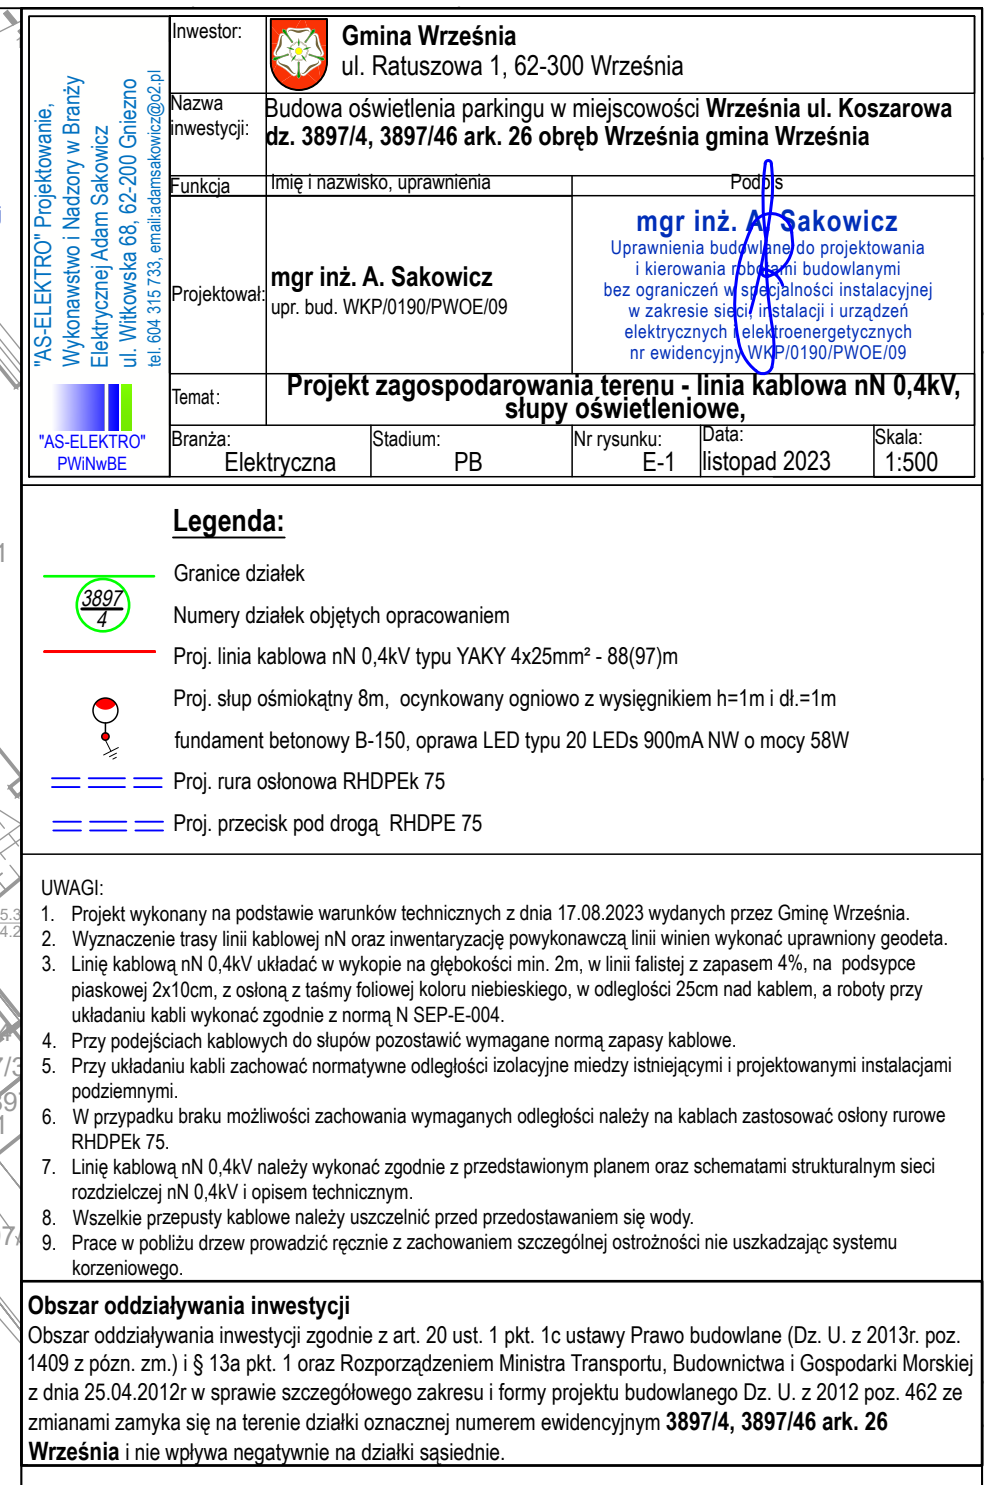 Inwestor:
Gmina Września
ul. Ratuszowa 1, 62-300 Września
"AS-ELEKTRO" Projektowanie,
Wykonawstwo i Nadzory w Branży
Elektrycznej Adam Sakowicz
ul. Witkowska 68, 62-200 Gniezno
tel. 604 315 733, email:adamsakowicz@o2.pl
"AS-ELEKTRO"
PWiNwBE
Nazwa
inwestycji:
Budowa oświetlenia parkingu w miejscowości Września ul. Koszarowa
dz. 3897/4, 3897/46 ark. 26 obręb Września gmina Września
Funkcja
Imię i nazwisko, uprawnienia
Podpis
Projektował:
mgr inż. A. Sakowicz
upr. bud. WKP/0190/PWOE/09
mgr inż. A. Sakowicz
Uprawnienia budowlane do projektowania
i kierowania robotami budowlanymi
bez ograniczeń w specjalności instalacyjnej
w zakresie sieci, instalacji i urządzeń
elektrycznych i elektroenergetycznych
nr ewidencyjny WKP/0190/PWOE/09
Temat:
Projekt zagospodarowania terenu - linia kablowa nN 0,4kV,
słupy oświetleniowe,
Branża:
Elektryczna
Stadium:
PB
Nr rysunku:
E-1
Data:
listopad 2023
Skala:
1:500
Legenda:
Granice działek
3897
4
Numery działek objętych opracowaniem
Proj. linia kablowa nN 0,4kV typu YAKY 4x25mm² - 88(97)m
Proj. słup ośmiokątny 8m, ocynkowany ogniowo z wysięgnikiem h=1m i dł.=1m
fundament betonowy B-150, oprawa LED typu 20 LEDs 900mA NW o mocy 58W
Proj. rura osłonowa RHDPEk 75
Proj. przecisk pod drogą RHDPE 75
UWAGI:
1. Projekt wykonany na podstawie warunków technicznych z dnia 17.08.2023 wydanych przez Gminę Września.
2. Wyznaczenie trasy linii kablowej nN oraz inwentaryzację powykonawczą linii winien wykonać uprawniony geodeta.
3. Linię kablową nN 0,4kV układać w wykopie na głębokości min. 2m, w linii falistej z zapasem 4%, na podsypce
piaskowej 2x10cm, z osłoną z taśmy foliowej koloru niebieskiego, w odległości 25cm nad kablem, a roboty przy
układaniu kabli wykonać zgodnie z normą N SEP-E-004.
4. Przy podejściach kablowych do słupów pozostawić wymagane normą zapasy kablowe.
5. Przy układaniu kabli zachować normatywne odległości izolacyjne miedzy istniejącymi i projektowanymi instalacjami
podziemnymi.
6. W przypadku braku możliwości zachowania wymaganych odległości należy na kablach zastosować osłony rurowe
RHDPEk 75.
7. Linię kablową nN 0,4kV należy wykonać zgodnie z przedstawionym planem oraz schematami strukturalnym sieci
rozdzielczej nN 0,4kV i opisem technicznym.
8. Wszelkie przepusty kablowe należy uszczelnić przed przedostawaniem się wody.
9. Prace w pobliżu drzew prowadzić ręcznie z zachowaniem szczególnej ostrożności nie uszkadzając systemu
korzeniowego.
Obszar oddziaływania inwestycji
Obszar oddziaływania inwestycji zgodnie z art. 20 ust. 1 pkt. 1c ustawy Prawo budowlane (Dz. U. z 2013r. poz.
1409 z pózn. zm.) i § 13a pkt. 1 oraz Rozporządzeniem Ministra Transportu, Budownictwa i Gospodarki Morskiej
z dnia 25.04.2012r w sprawie szczegółowego zakresu i formy projektu budowlanego Dz. U. z 2012 poz. 462 ze
zmianami zamyka się na terenie działki oznacznej numerem ewidencyjnym 3897/4, 3897/46 ark. 26
Września i nie wpływa negatywnie na działki sąsiednie.